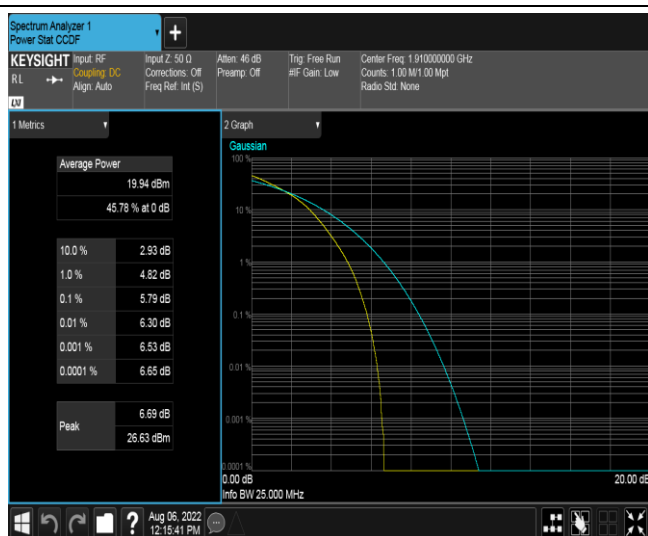 Spectrum Analyzer 1
Power Stat CCDF
+
KEYSIGHT
RL
LXI
Input: RF
Coupling: DC
Align: Auto
Input Z: 50 Ω
Corrections: Off
Freq Ref: Int (S)
Atten: 46 dB
Preamp: Off
Trig: Free Run
#IF Gain: Low
Center Freq: 1.910000000 GHz
Counts: 1.00 M/1.00 Mpt
Radio Std: None
1 Metrics
Average Power
19.94 dBm
45.78 % at 0 dB
10.0 % 2.93 dB
1.0 % 4.82 dB
0.1 % 5.79 dB
0.01 % 6.30 dB
0.001 % 6.53 dB
0.0001 % 6.65 dB
Peak
6.69 dB
26.63 dBm
2 Graph
Gaussian
100 %
10 %
1 %
0.1 %
0.01 %
0.001 %
0.0001 %
0.00 dB 20.00 dB
Info BW 25.000 MHz
?
Aug 06, 2022
12:15:41 PM